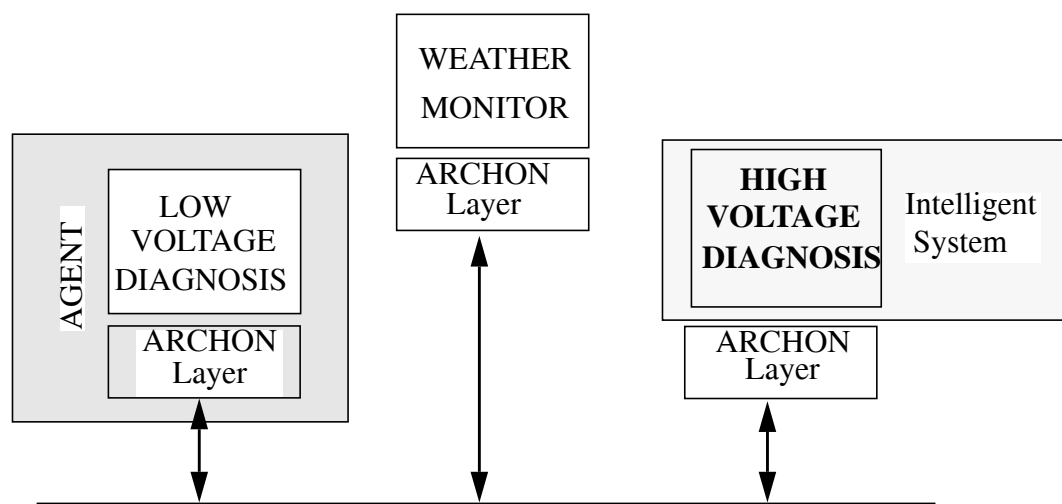 WEATHER
MONITOR
ARCHON
Layer
AGENT
LOW
VOLTAGE
DIAGNOSIS
ARCHON
Layer
HIGH
VOLTAGE
DIAGNOSIS
Intelligent
System
ARCHON
Layer